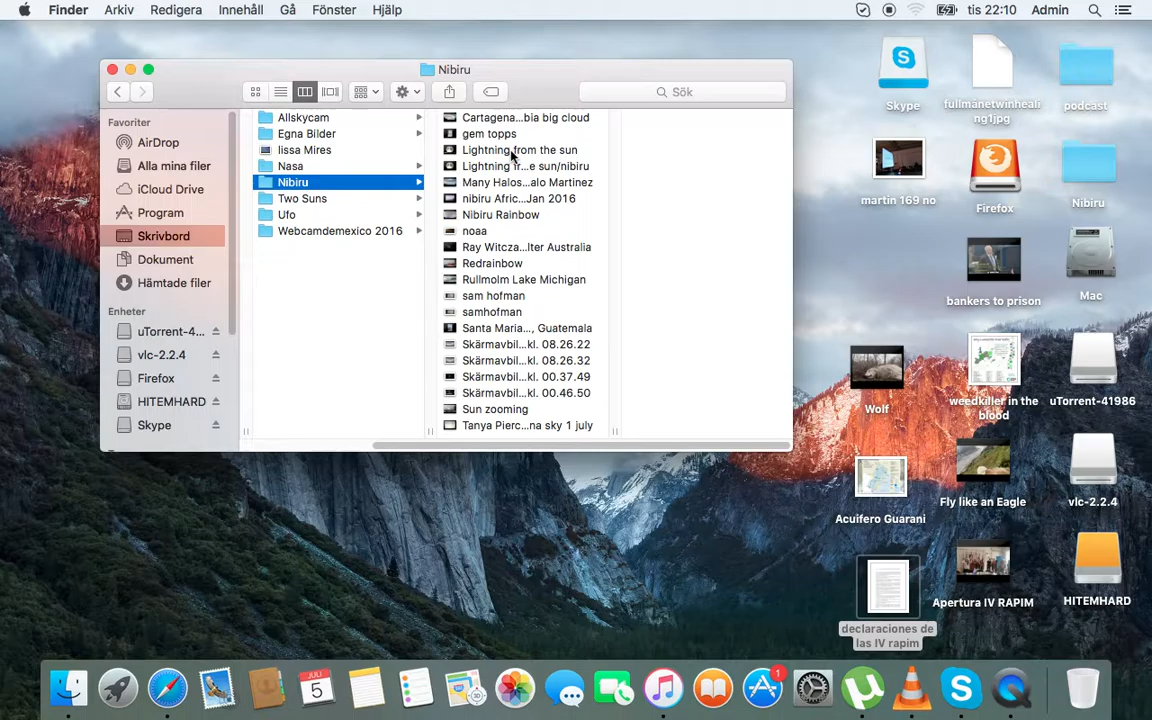 Finder Arkiv Redigera Innehåll Gå Fönster Hjälp tis 22:10 Admin
Nibiru
Sök
Favoriter
AirDrop
Alla mina filer
iCloud Drive
Program
Skrivbord
Dokument
Hämtade filer
Enheter
uTorrent-4...
vlc-2.2.4
Firefox
HITEMHARD
Skype
Allskycam
Egna Bilder
lissa Mires
Nasa
Nibiru
Two Suns
Ufo
Webcamdemexico 2016
Cartagena...bia big cloud
gem topps
Lightning from the sun
Lightning fr...e sun/nibiru
Many Halos...alo Martinez
nibiru Afric...Jan 2016
Nibiru Rainbow
noaa
Ray Witcza...lter Australia
Redrainbow
Rullmolm Lake Michigan
sam hofman
samhofman
Santa Maria..., Guatemala
Skärmavbil...kl. 08.26.22
Skärmavbil...kl. 08.26.32
Skärmavbil...kl. 00.37.49
Skärmavbil...kl. 00.46.50
Sun zooming
Tanya Pierc...na sky 1 july
Skype
fullmånetwinheali
ng1jpg
podcast
martin 169 no
Firefox
Nibiru
bankers to prison
Mac
Wolf
weedkiller in the
blood
uTorrent-41986
Acuifero Guarani
Fly like an Eagle
vlc-2.2.4
declaraciones de
las IV rapim
Apertura IV RAPIM
HITEMHARD
JULI
5
3D
1